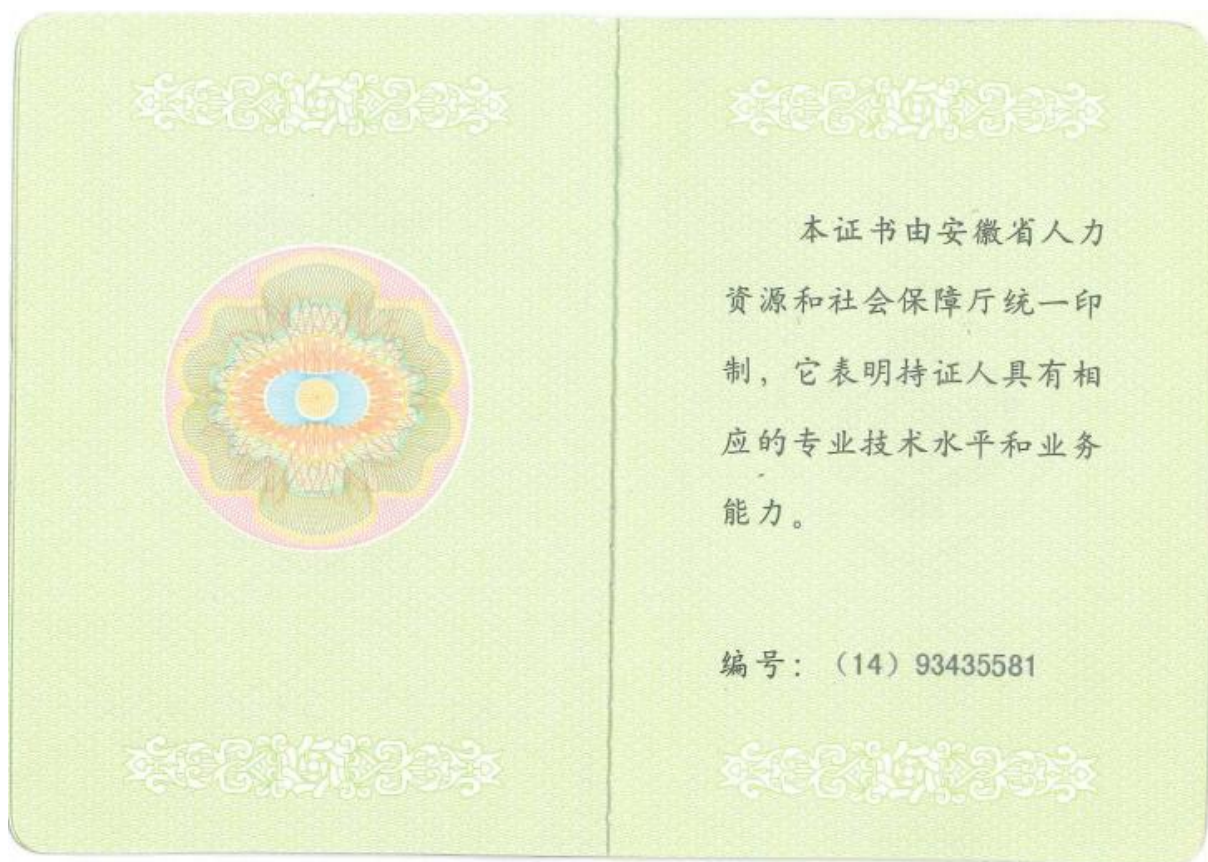 本证书由安徽省人力
资源和社会保障厅统一印
制，它表明持证人具有相
应的专业技术水平和业务
能力。
编号：（14）93435581